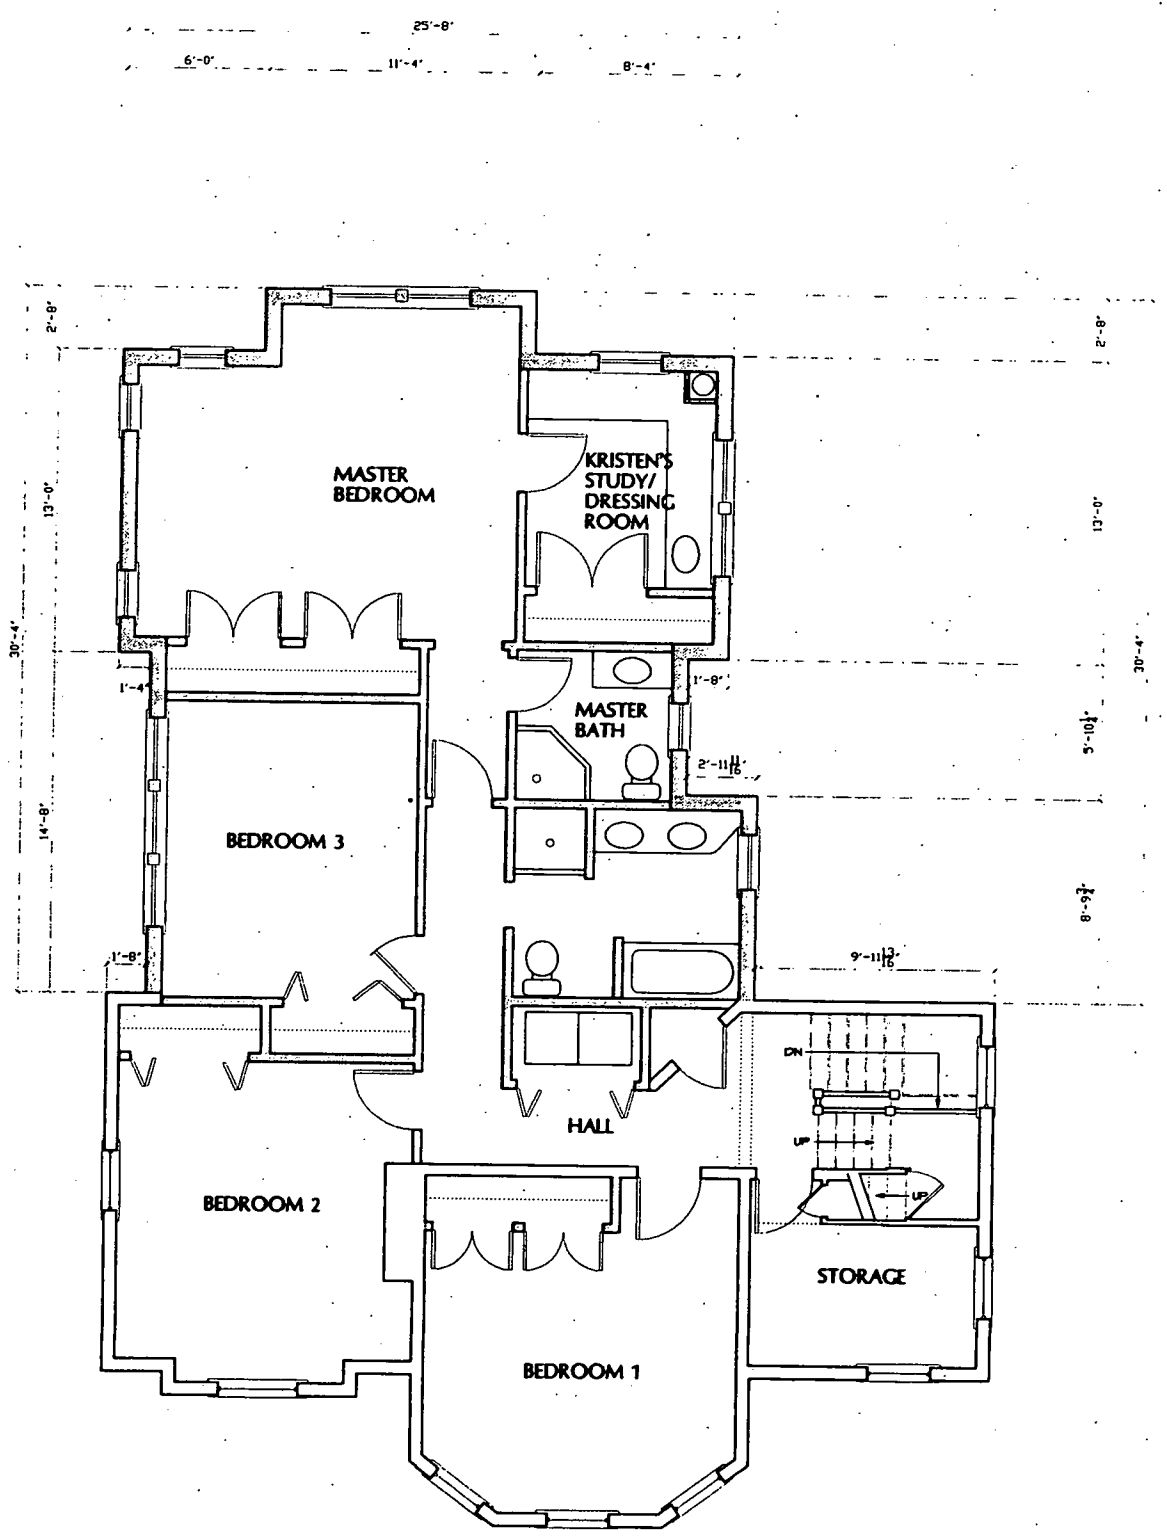 25'-8"
6'-0" 11'-4" 8'-4"
2'-8"
2'-8"
MASTER
BEDROOM
KRISTEN'S
STUDY/
DRESSING
ROOM
13'-0"
13'-0"
30'-4"
30'-4"
1'-4"
1'-8"
MASTER
BATH
5'-10 1/4"
2'-11 11/16"
14'-8"
BEDROOM 3
8'-9 3/4"
1'-8"
9'-11 13/16"
DN
HALL
UP
UP
BEDROOM 2
STORAGE
BEDROOM 1